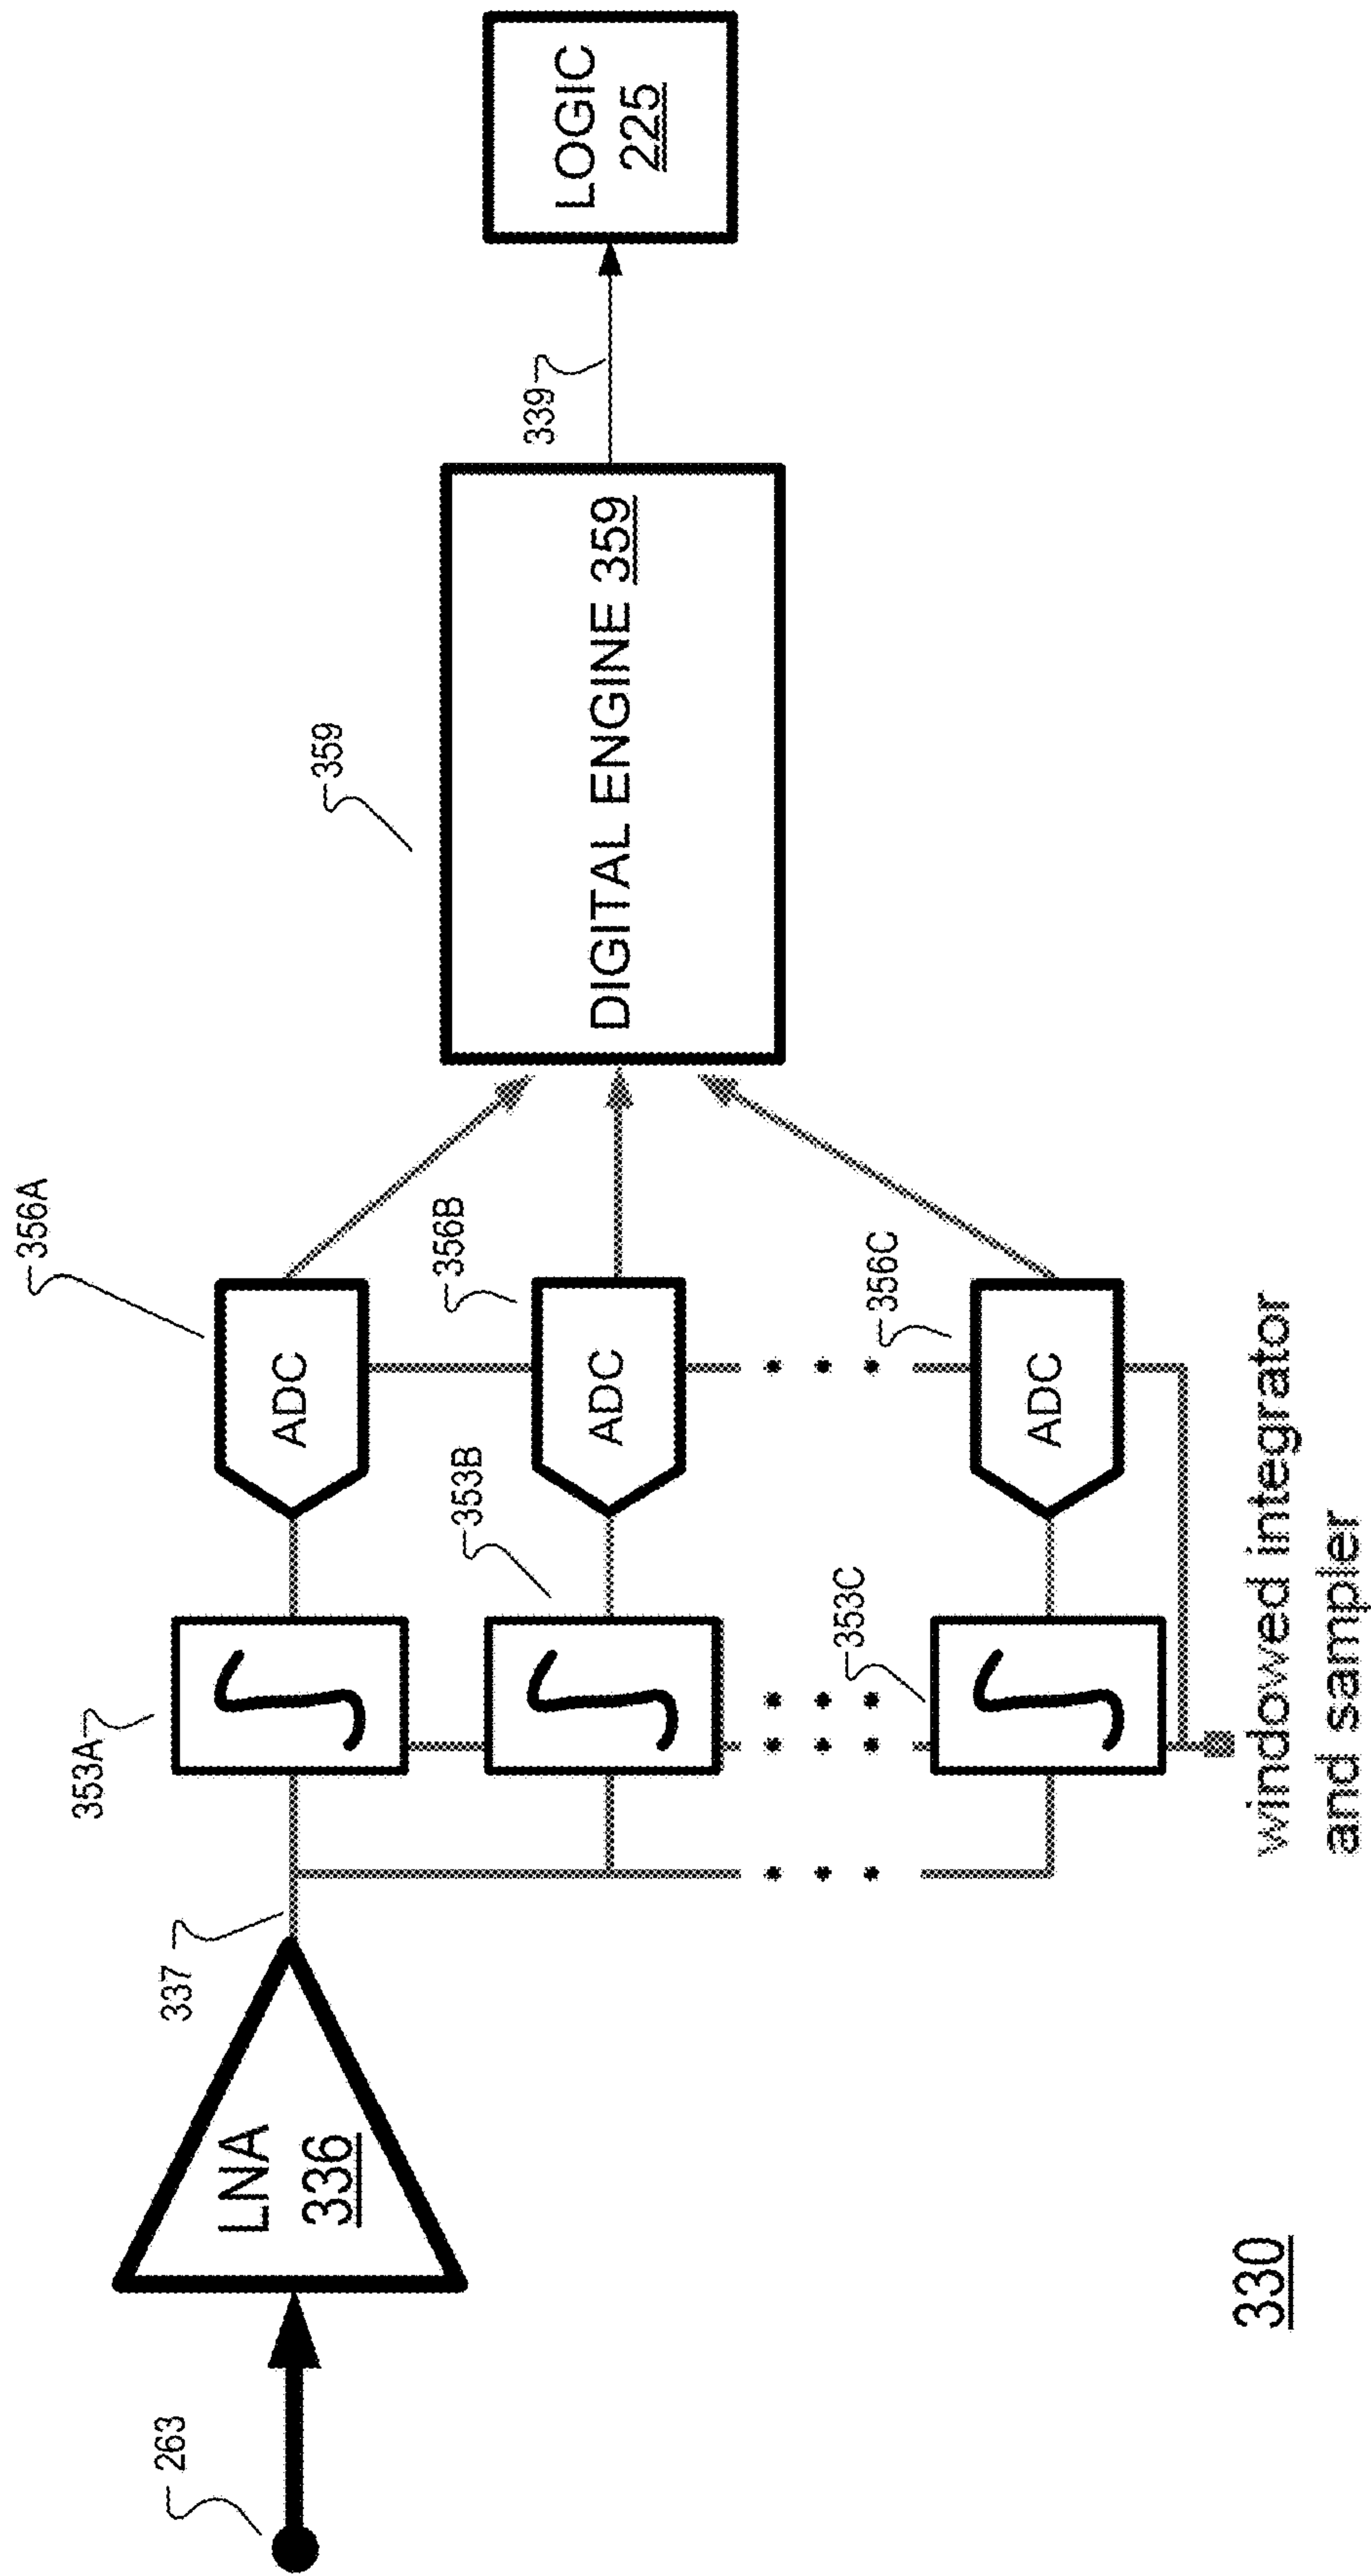 263
LNA
336
337
353A
353B
353C
356A
ADC
356B
ADC
356C
ADC
windowed integrator
and sampler
359
DIGITAL ENGINE 359
339
LOGIC
225
330